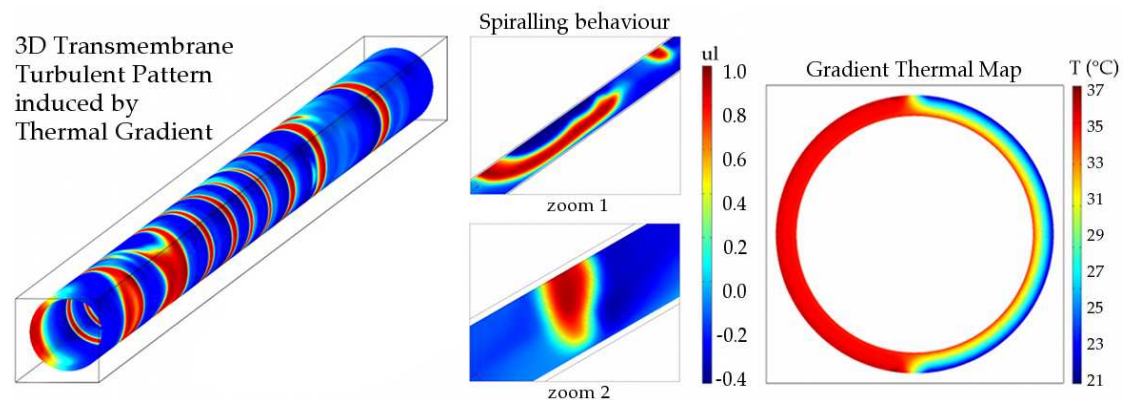 3D Transmembrane
Turbulent Pattern
induced by
Thermal Gradient
Spiralling behaviour
zoom 1
zoom 2
ul
1.0
0.8
0.6
0.4
0.2
0.0
-0.2
-0.4
Gradient Thermal Map
T (°C)
37
35
33
31
29
27
25
23
21